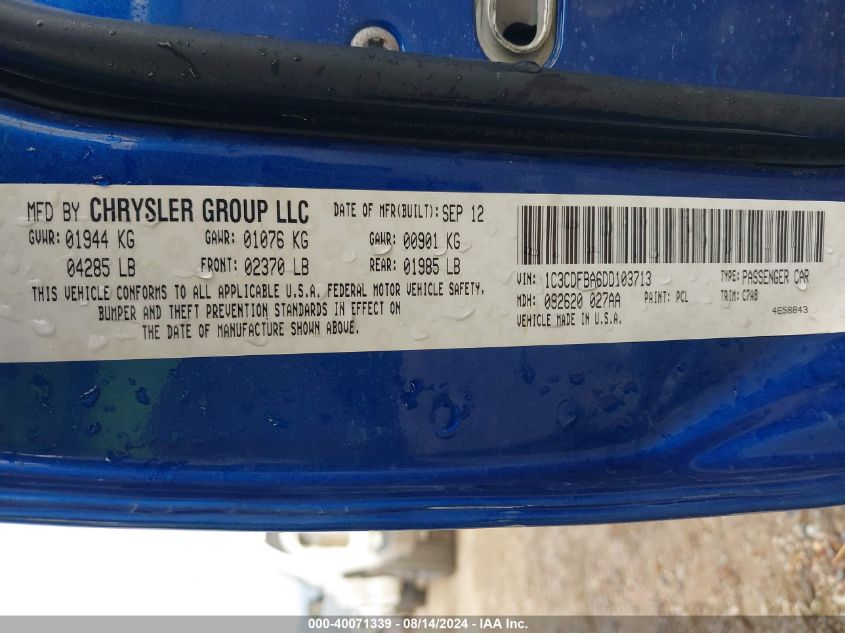 MFD BY CHRYSLER GROUP LLC DATE OF MFR(BUILT): SEP 12
GVWR: 01944 KG GAWR: 01076 KG GAWR: 00901 KG
04285 LB FRONT: 02370 LB REAR: 01985 LB
THIS VEHICLE CONFORMS TO ALL APPLICABLE U.S.A. FEDERAL MOTOR VEHICLE SAFETY,
BUMPER AND THEFT PREVENTION STANDARDS IN EFFECT ON
THE DATE OF MANUFACTURE SHOWN ABOVE.
VIN: 1C3CDFBA6DD103713 TYPE: PASSENGER CAR
MDH: 092620 027AA PAINT: PCL TRIM: C7A8
VEHICLE MADE IN U.S.A. 4658843
000-40071339 - 08/14/2024 - IAA Inc.